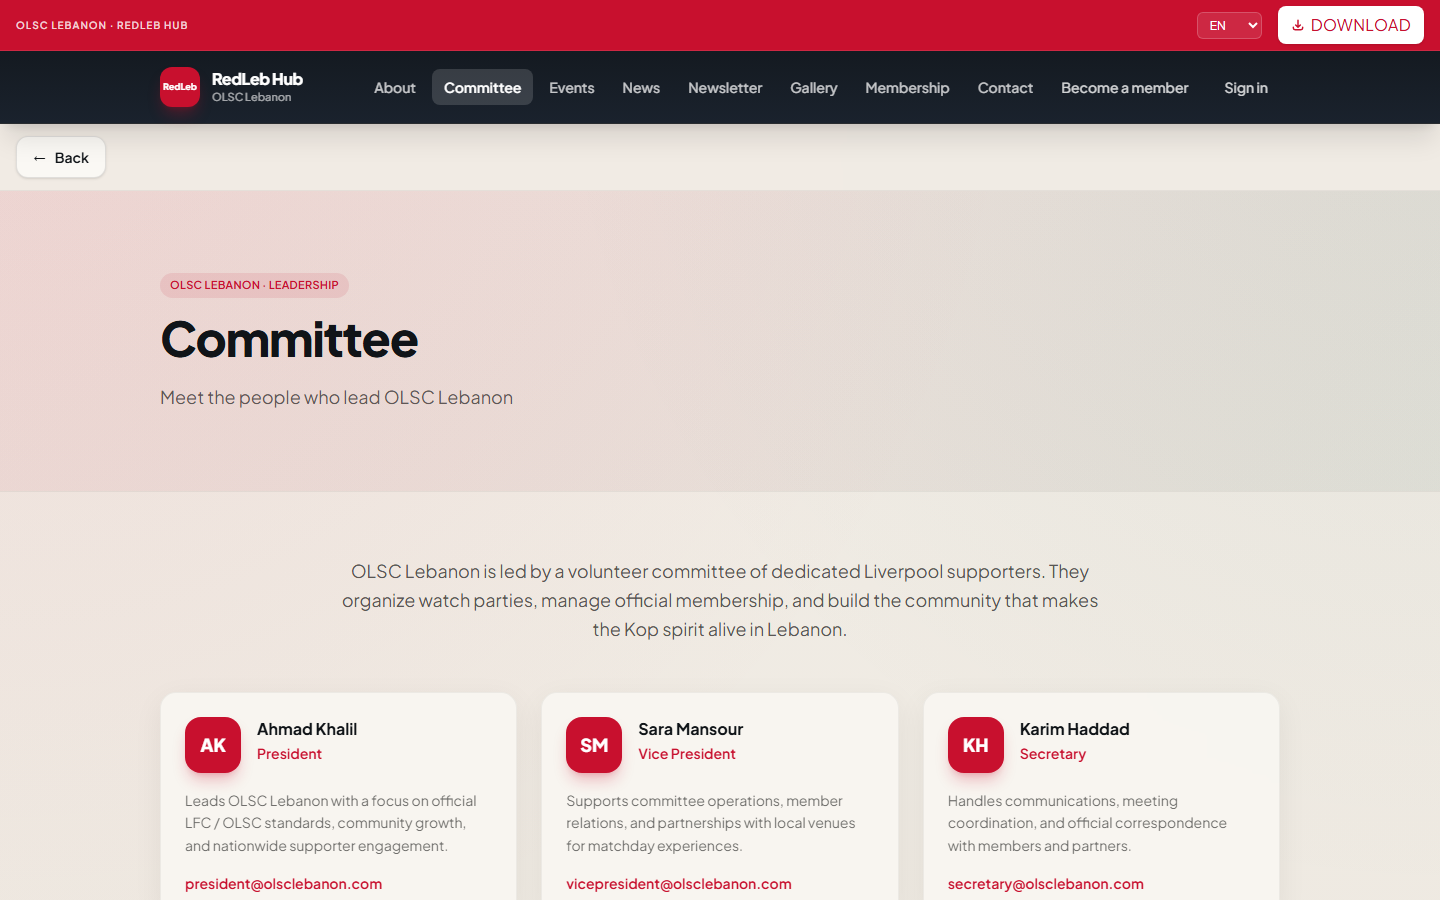 OLSC LEBANON · REDLEB HUB
EN
DOWNLOAD
RedLeb
RedLeb Hub
OLSC Lebanon
About
Committee
Events
News
Newsletter
Gallery
Membership
Contact
Become a member
Sign in
← Back
OLSC LEBANON · LEADERSHIP
Committee
Meet the people who lead OLSC Lebanon
OLSC Lebanon is led by a volunteer committee of dedicated Liverpool supporters. They
organize watch parties, manage official membership, and build the community that makes
the Kop spirit alive in Lebanon.
AK
Ahmad Khalil
President
Leads OLSC Lebanon with a focus on official
LFC / OLSC standards, community growth,
and nationwide supporter engagement.
president@olsclebanon.com
SM
Sara Mansour
Vice President
Supports committee operations, member
relations, and partnerships with local venues
for matchday experiences.
vicepresident@olsclebanon.com
KH
Karim Haddad
Secretary
Handles communications, meeting
coordination, and official correspondence
with members and partners.
secretary@olsclebanon.com